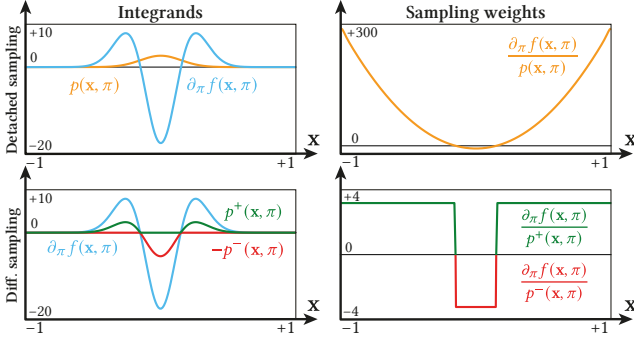 Integrands
Sampling weights
Detached sampling
+10
0
−20
p(x, π)
∂πf(x, π)
x
−1
+1
+300
0
∂πf(x, π)
p(x, π)
x
−1
+1
Diff. sampling
+10
0
−20
p⁺(x, π)
∂πf(x, π)
−p⁻(x, π)
x
−1
+1
+4
0
−4
∂πf(x, π)
p⁺(x, π)
∂πf(x, π)
p⁻(x, π)
x
−1
+1